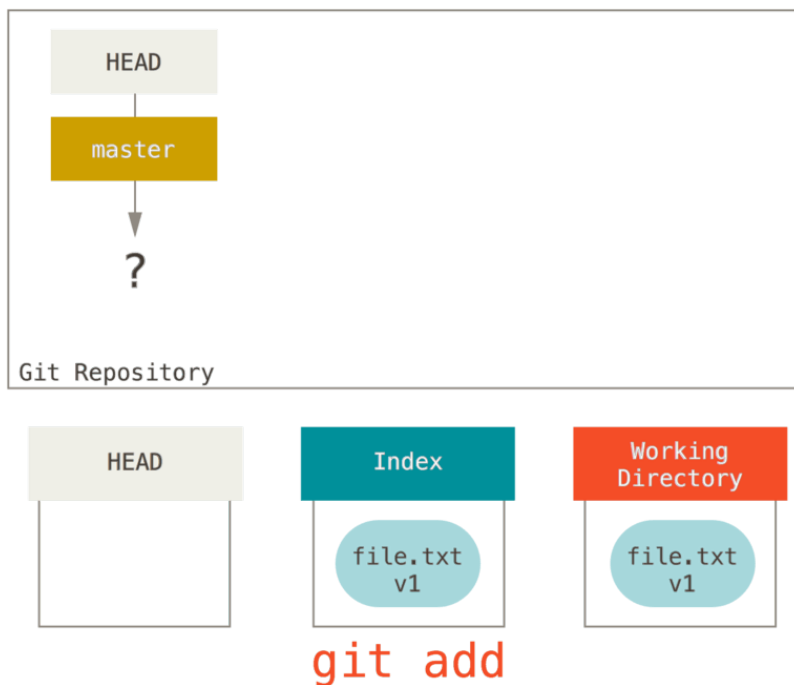 HEAD
master
?
Git Repository
HEAD
Index
Working
Directory
file.txt
v1
file.txt
v1
git add